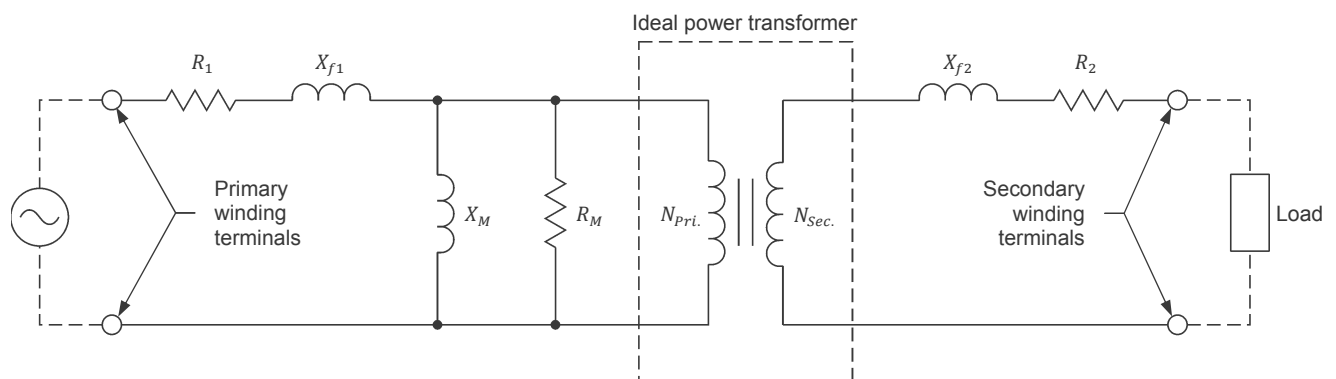 Ideal power transformer
R1
Xf1
Xf2
R2
Primary
winding
terminals
XM
RM
NPri.
NSec.
Secondary
winding
terminals
Load